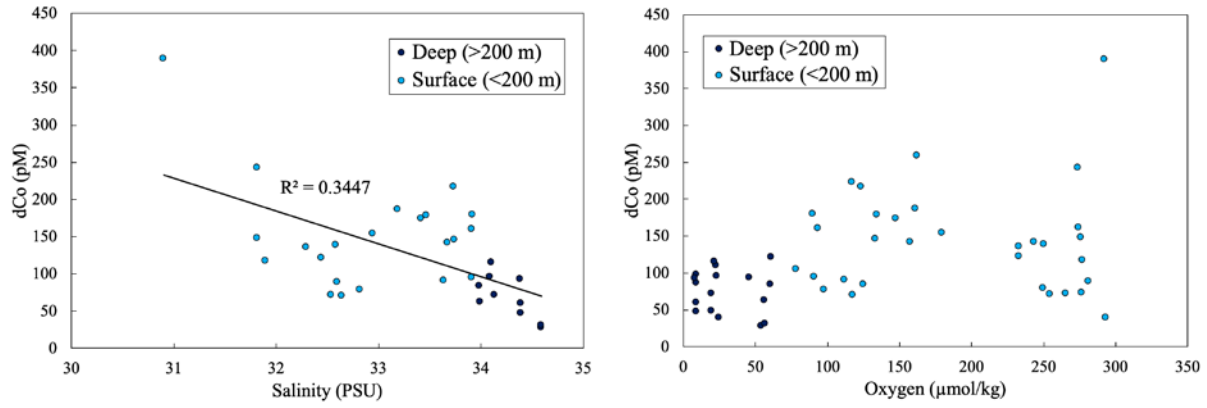 450
400
350
300
250
200
150
100
50
0
dCo (pM)
Deep (>200 m)
Surface (<200 m)
R² = 0.3447
30 31 32 33 34 35
Salinity (PSU)
450
400
350
300
250
200
150
100
50
0
dCo (pM)
Deep (>200 m)
Surface (<200 m)
0 50 100 150 200 250 300 350
Oxygen (µmol/kg)